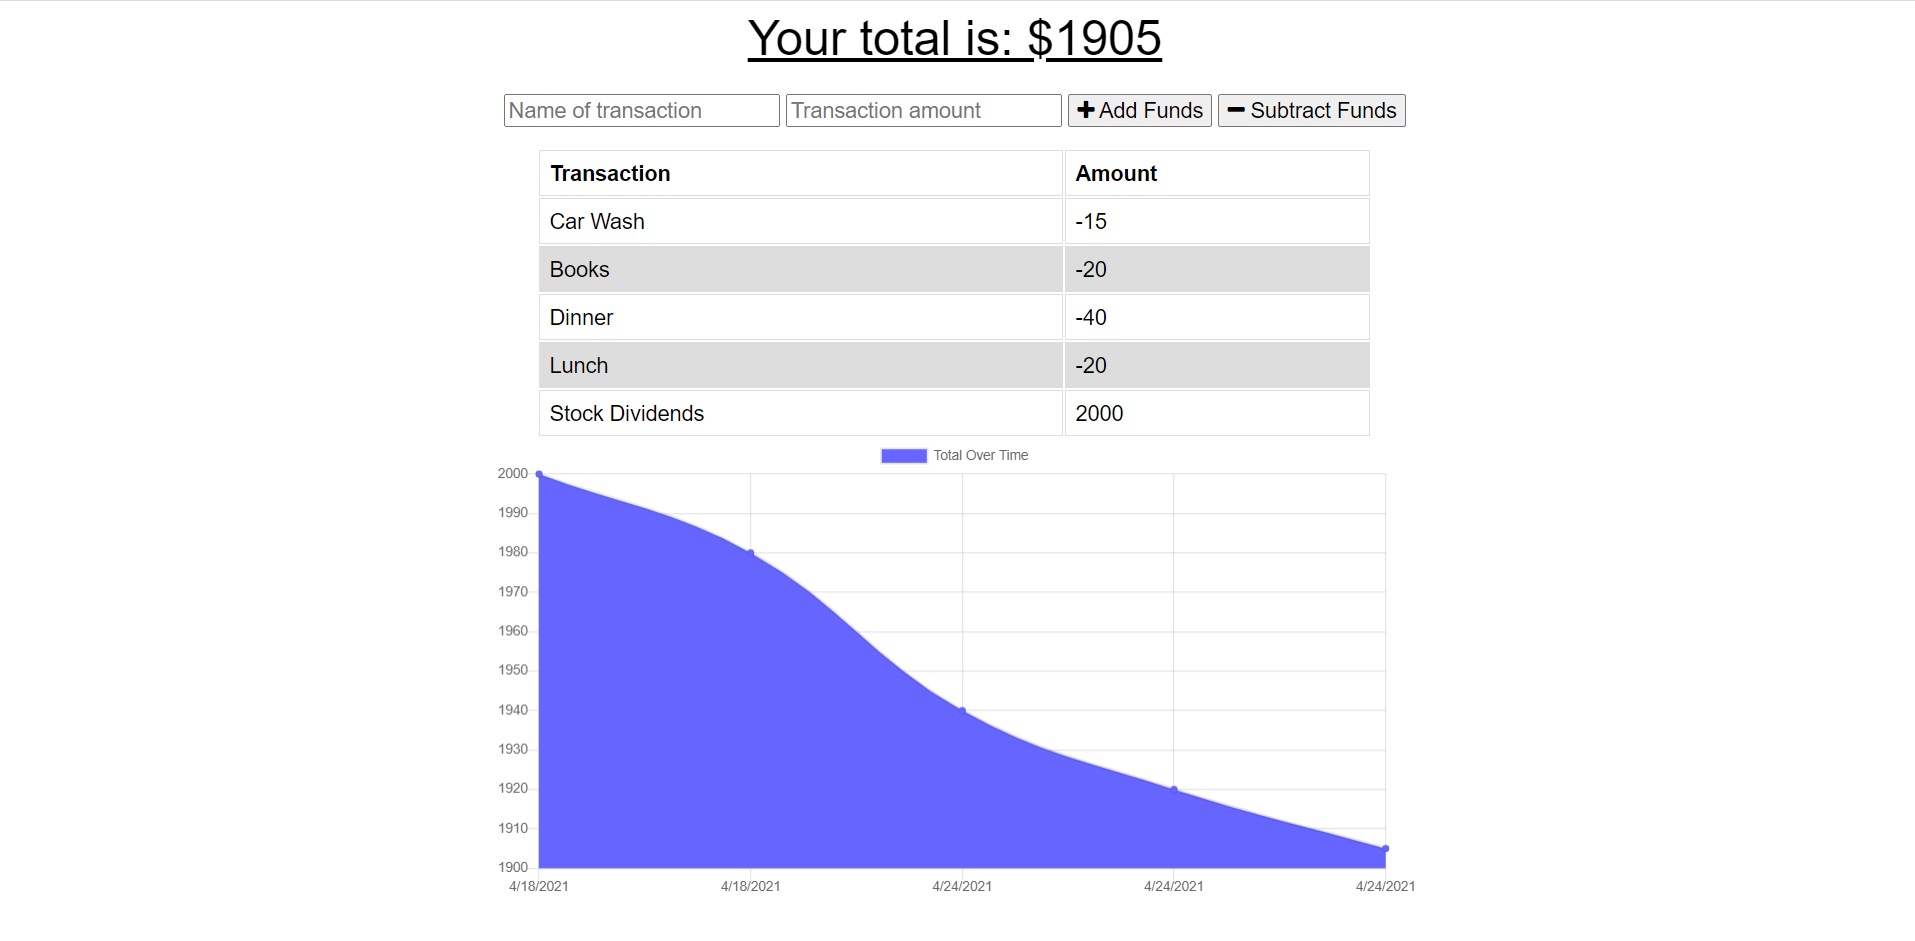 Your total is: $1905
Name of transaction Transaction amount Add Funds Subtract Funds
Transaction Amount
Car Wash -15
Books -20
Dinner -40
Lunch -20
Stock Dividends 2000
Total Over Time
2000
1990
1980
1970
1960
1950
1940
1930
1920
1910
1900
4/18/2021 4/18/2021 4/24/2021 4/24/2021 4/24/2021